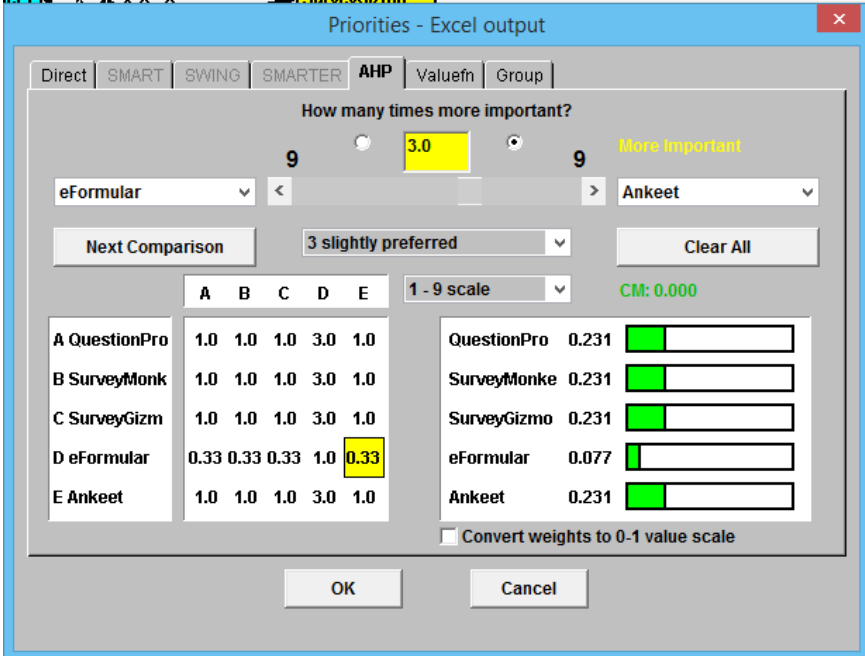 Priorities - Excel output
Direct SMART SWING SMARTER AHP Valuefn Group
How many times more important?
9 3.0 9 More Important
eFormular Ankeet
Next Comparison 3 slightly preferred Clear All
A B C D E 1 - 9 scale CM: 0.000
A QuestionPro 1.0 1.0 1.0 3.0 1.0 QuestionPro 0.231
B SurveyMonk 1.0 1.0 1.0 3.0 1.0 SurveyMonke 0.231
C SurveyGizm 1.0 1.0 1.0 3.0 1.0 SurveyGizmo 0.231
D eFormular 0.33 0.33 0.33 1.0 0.33 eFormular 0.077
E Ankeet 1.0 1.0 1.0 3.0 1.0 Ankeet 0.231
Convert weights to 0-1 value scale
OK Cancel